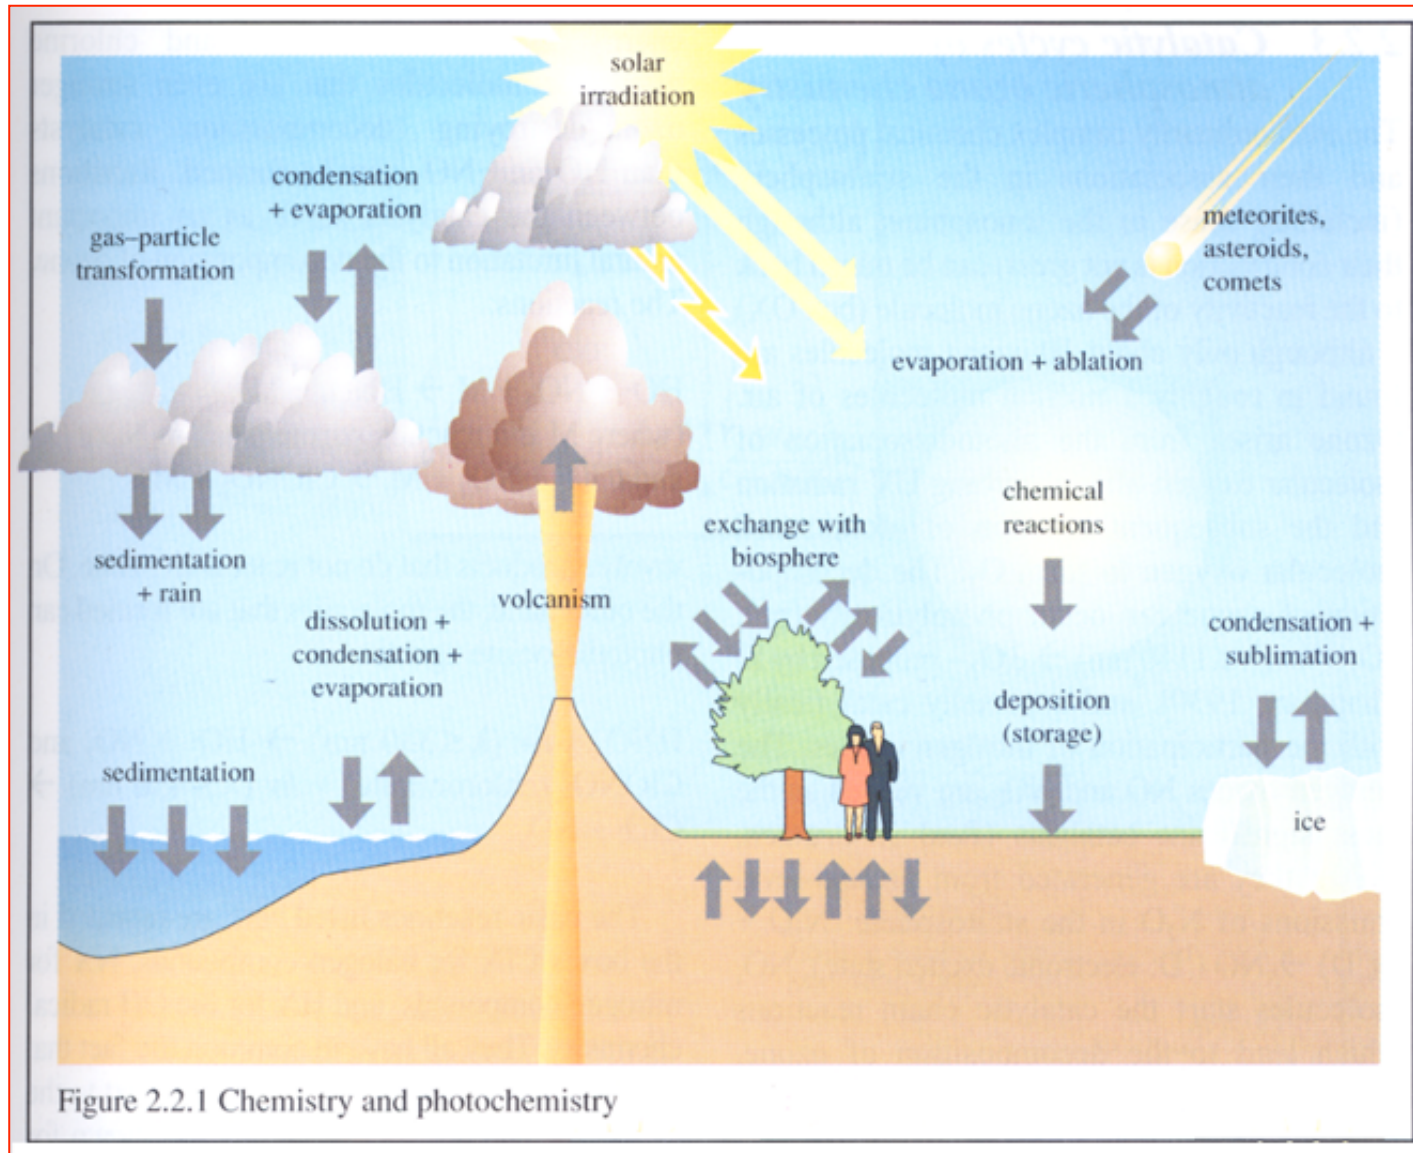 solar
irradiation
condensation
+ evaporation
gas–particle
transformation
meteorites,
asteroids,
comets
evaporation + ablation
chemical
reactions
exchange with
biosphere
sedimentation
+ rain
volcanism
dissolution +
condensation +
evaporation
condensation +
sublimation
deposition
(storage)
sedimentation
ice
Figure 2.2.1 Chemistry and photochemistry